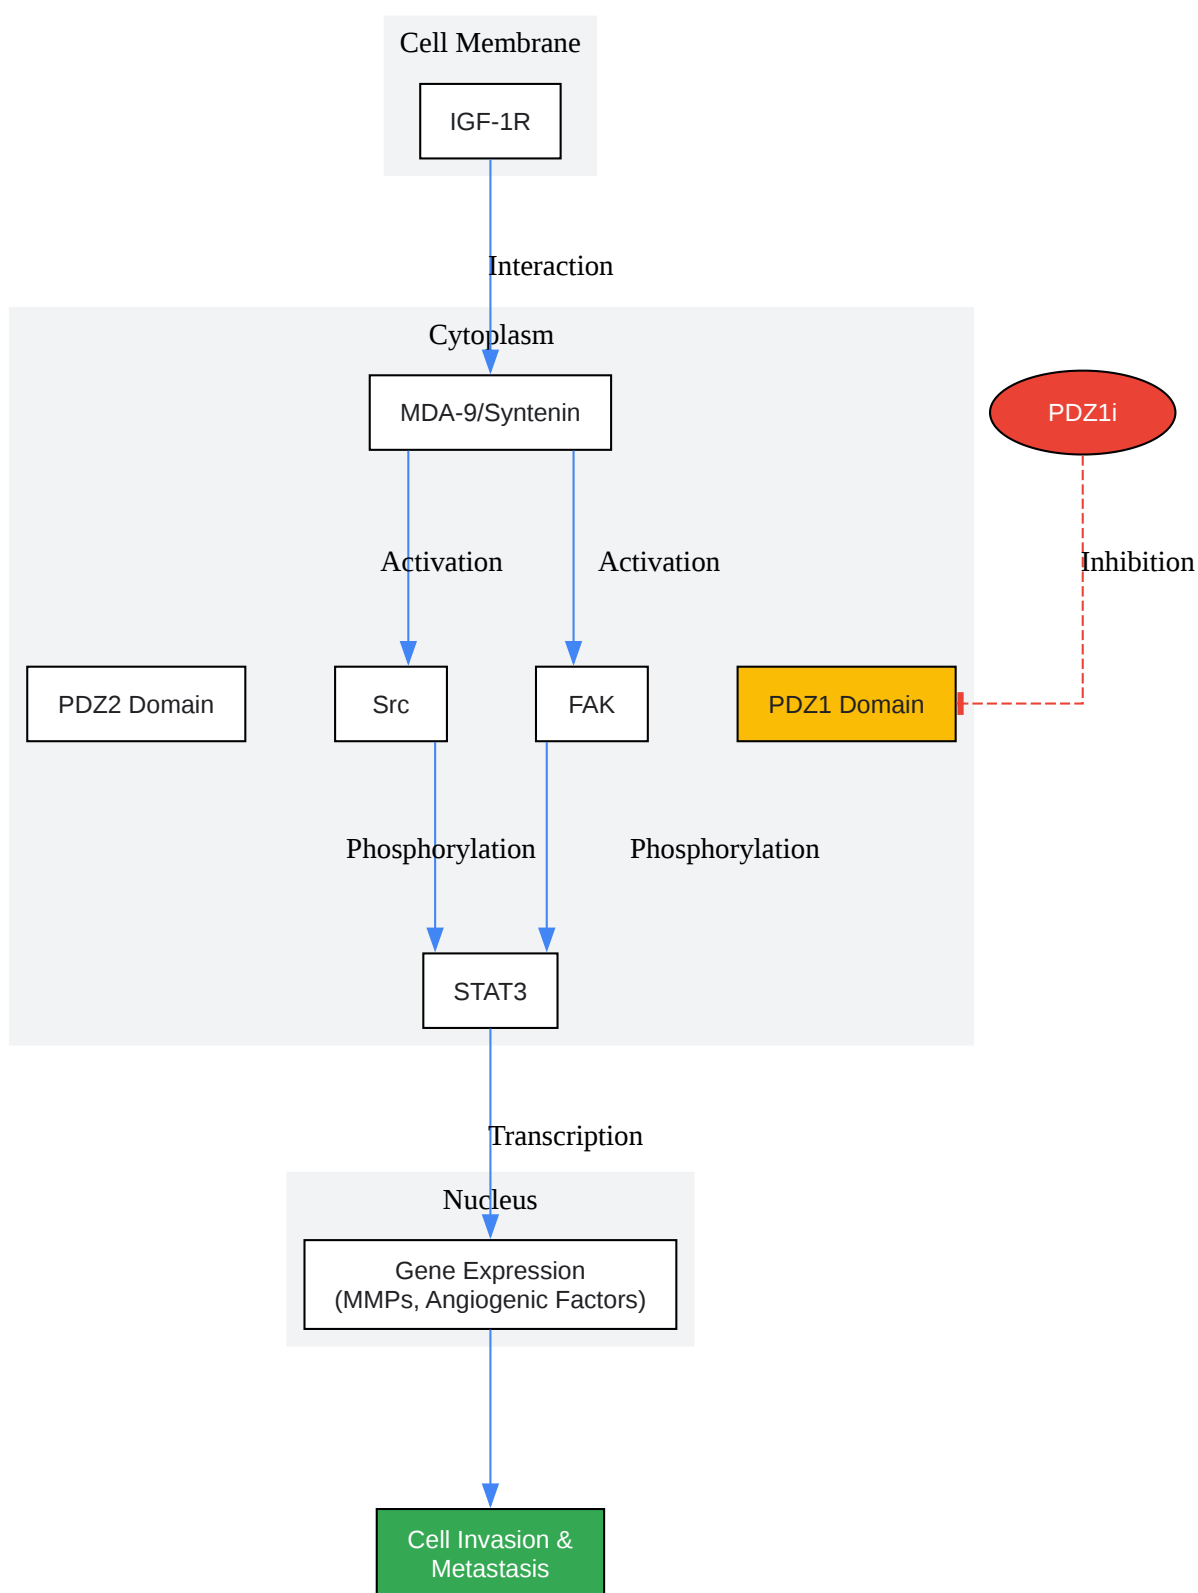 Cell Membrane
IGF-1R
Interaction
Cytoplasm
MDA-9/Syntenin
PDZ1i
Activation
Activation
Inhibition
PDZ2 Domain
Src
FAK
PDZ1 Domain
Phosphorylation
Phosphorylation
STAT3
Transcription
Nucleus
Gene Expression
(MMPs, Angiogenic Factors)
Cell Invasion &
Metastasis